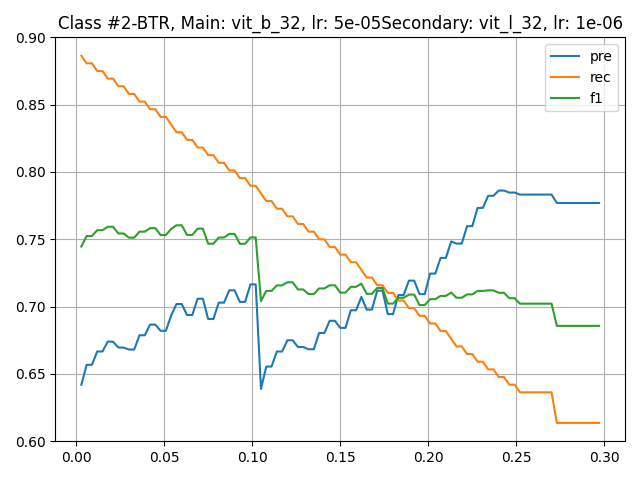 Class #2-BTR, Main: vit_b_32, lr: 5e-05Secondary: vit_l_32, lr: 1e-06
pre
rec
f1
0.90
0.85
0.80
0.75
0.70
0.65
0.60
0.00 0.05 0.10 0.15 0.20 0.25 0.30